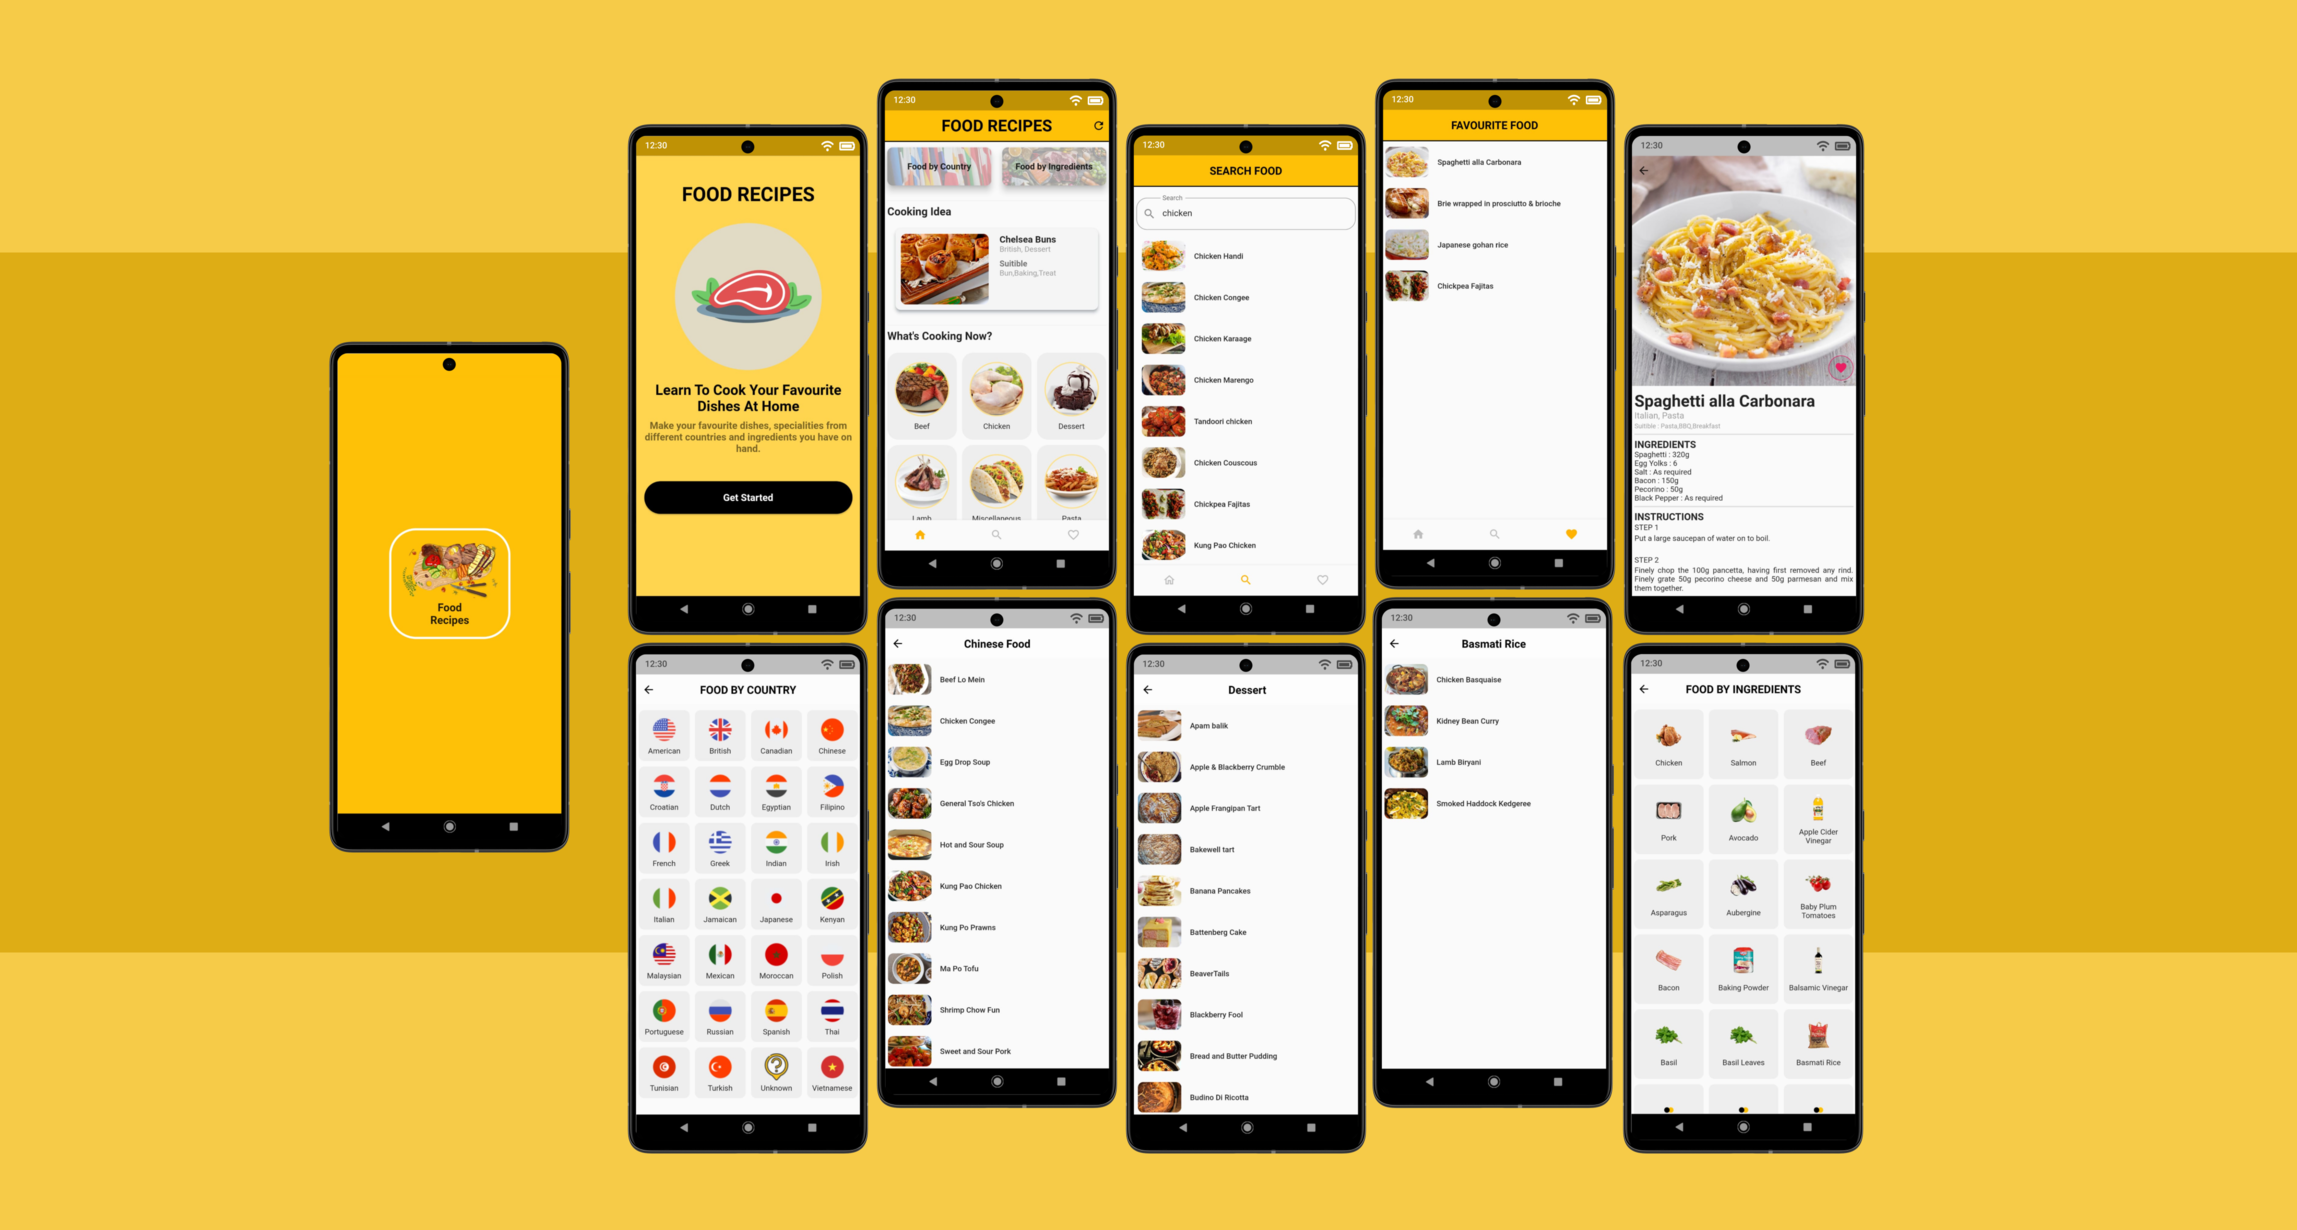 Food
Recipes
12:30
FOOD RECIPES
Learn To Cook Your Favourite
Dishes At Home
Make your favourite dishes, specialities from
different countries and ingredients you have on
hand.
Get Started
12:30
FOOD RECIPES
Food by Country
Food by Ingredients
Cooking Idea
Chelsea Buns
British, Dessert
Suitible
Bun,Baking,Treat
What's Cooking Now?
Beef
Chicken
Dessert
Lamb
Miscellaneous
Pasta
12:30
SEARCH FOOD
Search
chicken
Chicken Handi
Chicken Congee
Chicken Karaage
Chicken Marengo
Tandoori chicken
Chicken Couscous
Chickpea Fajitas
Kung Pao Chicken
12:30
FAVOURITE FOOD
Spaghetti alla Carbonara
Brie wrapped in prosciutto & brioche
Japanese gohan rice
Chickpea Fajitas
12:30
Spaghetti alla Carbonara
Italian, Pasta
Suitible : Pasta,BBQ,Breakfast
INGREDIENTS
Spaghetti : 320g
Egg Yolks : 6
Salt : As required
Bacon : 150g
Pecorino : 50g
Black Pepper : As required
INSTRUCTIONS
STEP 1
Put a large saucepan of water on to boil.
STEP 2
Finely chop the 100g pancetta, having first removed any rind.
Finely grate 50g pecorino cheese and 50g parmesan and mix
them together.
12:30
FOOD BY COUNTRY
American
British
Canadian
Chinese
Croatian
Dutch
Egyptian
Filipino
French
Greek
Indian
Irish
Italian
Jamaican
Japanese
Kenyan
Malaysian
Mexican
Moroccan
Polish
Portuguese
Russian
Spanish
Thai
Tunisian
Turkish
Unknown
Vietnamese
12:30
Chinese Food
Beef Lo Mein
Chicken Congee
Egg Drop Soup
General Tso's Chicken
Hot and Sour Soup
Kung Pao Chicken
Kung Po Prawns
Ma Po Tofu
Shrimp Chow Fun
Sweet and Sour Pork
12:30
Dessert
Apam balik
Apple & Blackberry Crumble
Apple Frangipan Tart
Bakewell tart
Banana Pancakes
Battenberg Cake
BeaverTails
Blackberry Fool
Bread and Butter Pudding
Budino Di Ricotta
12:30
Basmati Rice
Chicken Basquaise
Kidney Bean Curry
Lamb Biryani
Smoked Haddock Kedgeree
12:30
FOOD BY INGREDIENTS
Chicken
Salmon
Beef
Pork
Avocado
Apple Cider
Vinegar
Asparagus
Aubergine
Baby Plum
Tomatoes
Bacon
Baking Powder
Balsamic Vinegar
Basil
Basil Leaves
Basmati Rice